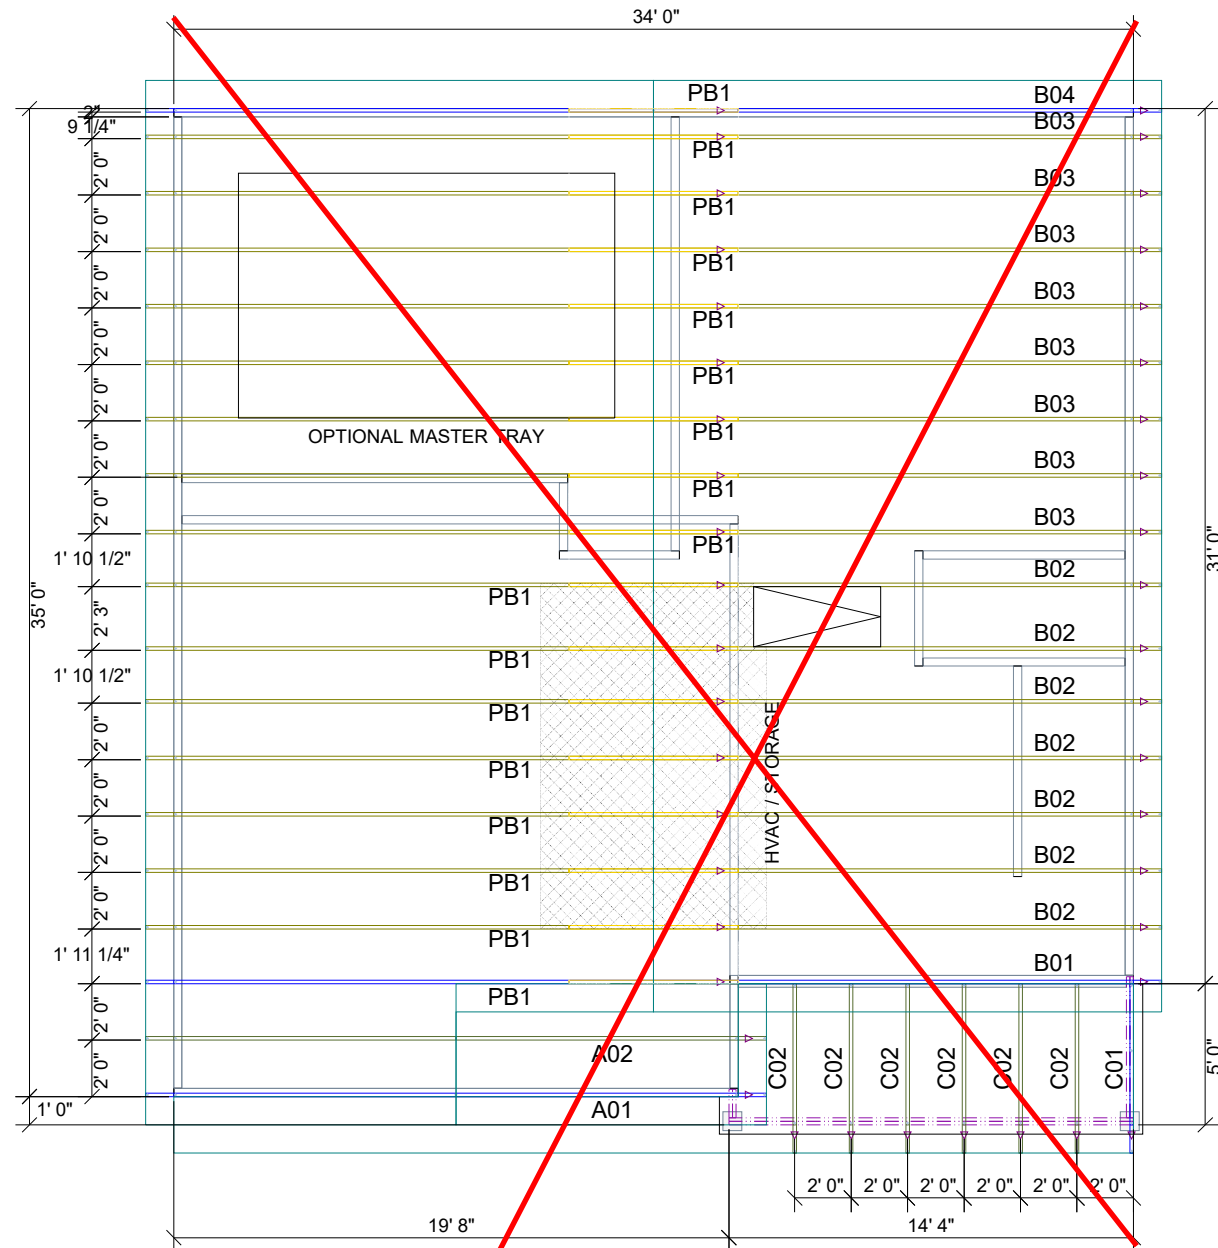 34' 0"
PB1 B04
2"
9 1/4" B03
PB1
2' 0" B03
PB1
2' 0" B03
PB1
2' 0" B03
PB1
2' 0" B03
PB1
2' 0" B03
PB1
OPTIONAL MASTER TRAY
2' 0" B03
PB1
2' 0" B03
PB1
1' 10 1/2" B02
PB1
35' 0" 31' 0"
2' 3" B02
PB1
1' 10 1/2" B02
PB1
HVAC / STORAGE
2' 0" B02
PB1
2' 0" B02
PB1
2' 0" B02
PB1
2' 0" B02
PB1
1' 11 1/4" B01
PB1
2' 0"
A02 C02 C02 C02 C02 C02 C02 C01
2' 0" 5' 0"
1' 0" A01
2' 0" 2' 0" 2' 0" 2' 0" 2' 0" 2' 0"
19' 8" 14' 4"